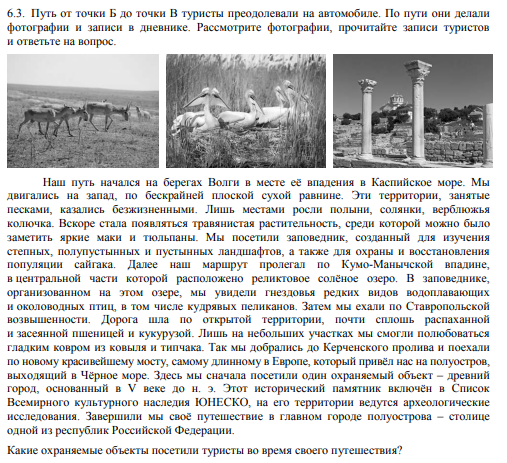 6.3. Путь от точки Б до точки В туристы преодолевали на автомобиле. По пути они делали
фотографии и записи в дневнике. Рассмотрите фотографии, прочитайте записи туристов
и ответьте на вопрос.
Наш путь начался на берегах Волги в месте её впадения в Каспийское море. Мы
двигались на запад, по бескрайней плоской сухой равнине. Эти территории, занятые
песками, казались безжизненными. Лишь местами росли полыни, солянки, верблюжья
колючка. Вскоре стала появляться травянистая растительность, среди которой можно было
заметить яркие маки и тюльпаны. Мы посетили заповедник, созданный для изучения
степных, полупустынных и пустынных ландшафтов, а также для охраны и восстановления
популяции сайгака. Далее наш маршрут пролегал по Кумо-Манычской впадине,
в центральной части которой расположено реликтовое солёное озеро. В заповеднике,
организованном на этом озере, мы увидели гнездовья редких видов водоплавающих
и околоводных птиц, в том числе кудрявых пеликанов. Затем мы ехали по Ставропольской
возвышенности. Дорога шла по открытой территории, почти сплошь распаханной
и засеянной пшеницей и кукурузой. Лишь на небольших участках мы смогли полюбоваться
гладким ковром из ковыля и типчака. Так мы добрались до Керченского пролива и поехали
по новому красивейшему мосту, самому длинному в Европе, который привёл нас на полуостров,
выходящий в Чёрное море. Здесь мы сначала посетили один охраняемый объект – древний
город, основанный в V веке до н. э. Этот исторический памятник включён в Список
Всемирного культурного наследия ЮНЕСКО, на его территории ведутся археологические
исследования. Завершили мы своё путешествие в главном городе полуострова – столице
одной из республик Российской Федерации.
Какие охраняемые объекты посетили туристы во время своего путешествия?